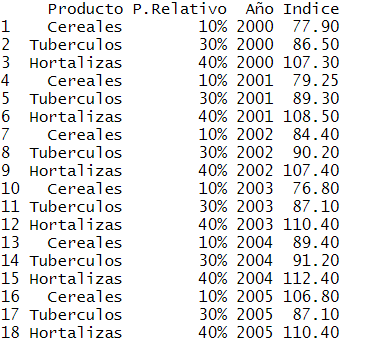 Producto P.Relativo Año Indice
1 Cereales 10% 2000 77.90
2 Tuberculos 30% 2000 86.50
3 Hortalizas 40% 2000 107.30
4 Cereales 10% 2001 79.25
5 Tuberculos 30% 2001 89.30
6 Hortalizas 40% 2001 108.50
7 Cereales 10% 2002 84.40
8 Tuberculos 30% 2002 90.20
9 Hortalizas 40% 2002 107.40
10 Cereales 10% 2003 76.80
11 Tuberculos 30% 2003 87.10
12 Hortalizas 40% 2003 110.40
13 Cereales 10% 2004 89.40
14 Tuberculos 30% 2004 91.20
15 Hortalizas 40% 2004 112.40
16 Cereales 10% 2005 106.80
17 Tuberculos 30% 2005 87.10
18 Hortalizas 40% 2005 110.40